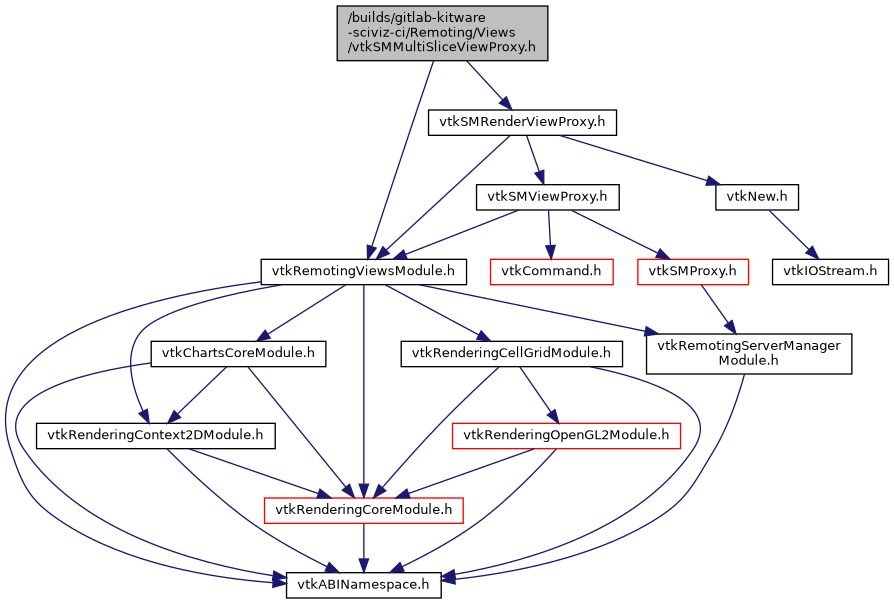 /builds/gitlab-kitware
-sciviz-ci/Remoting/Views
/vtkSMMultiSliceViewProxy.h
vtkSMRenderViewProxy.h
vtkSMViewProxy.h
vtkNew.h
vtkRemotingViewsModule.h
vtkCommand.h
vtkSMProxy.h
vtkIOStream.h
vtkChartsCoreModule.h
vtkRenderingCellGridModule.h
vtkRemotingServerManager
Module.h
vtkRenderingContext2DModule.h
vtkRenderingOpenGL2Module.h
vtkRenderingCoreModule.h
vtkABINamespace.h